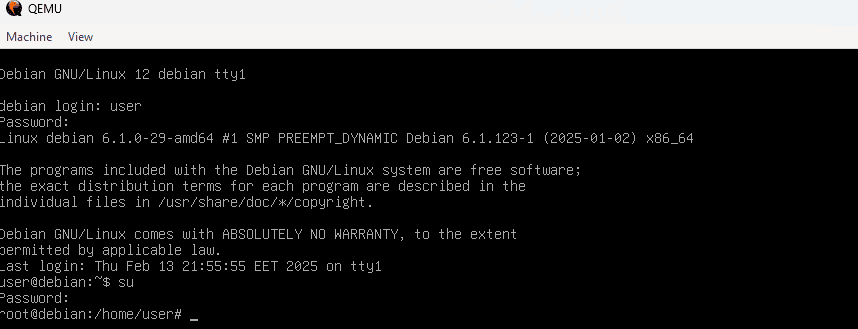 QEMU
Machine View
Debian GNU/Linux 12 debian tty1
debian login: user
Password:
Linux debian 6.1.0-29-amd64 #1 SMP PREEMPT_DYNAMIC Debian 6.1.123-1 (2025-01-02) x86_64
The programs included with the Debian GNU/Linux system are free software;
the exact distribution terms for each program are described in the
individual files in /usr/share/doc/*/copyright.
Debian GNU/Linux comes with ABSOLUTELY NO WARRANTY, to the extent
permitted by applicable law.
Last login: Thu Feb 13 21:55:55 EET 2025 on tty1
user@debian:~$ su
Password:
root@debian:/home/user# _